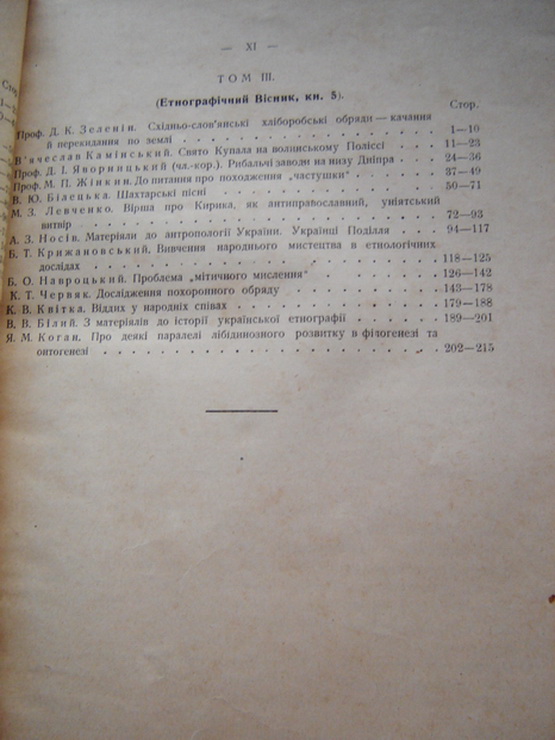 — XI —
ТОМ III.
(Етнографічний Вісник, кн. 5).
Стор.
Проф. Д. К. Зеленін. Східньо-слов'янські хліборобські обряди — качання
й перекидання по землі . . . 1—10
В'ячеслав Камінський. Свято Купала на волинському Поліссі . . . 11—23
Проф. Д. І. Яворницький (чл.-кор.). Рибальчі заводи на низу Дніпра . 24—36
Проф. М. П. Жінкин. До питання про походження „частушки" . . . 37—49
В. Ю. Білецька. Шахтарські пісні . . . 50—71
М. З. Левченко. Вірша про Кирика, як антиправославний, уніятський
витвір . . . 72—93
А. З. Носів. Матеріяли до антропології України. Українці Поділля . 94—117
Б. Т. Крижановський. Вивчення народнього мистецтва в етнологічних
дослідах . . . 118—125
Б. О. Навроцький. Проблема „мітичного мислення" . . . 126—142
К. Т. Червяк. Дослідження похоронного обряду . . . 143—178
К. В. Квітка. Віддих у народніх співах . . . 179—188
В. В. Білий. З матеріялів до історії української етнографії . . . 189—201
Я. М. Коган. Про деякі паралелі лібідинозного розвитку в філогенезі та
онтогенезі . . . 202—215